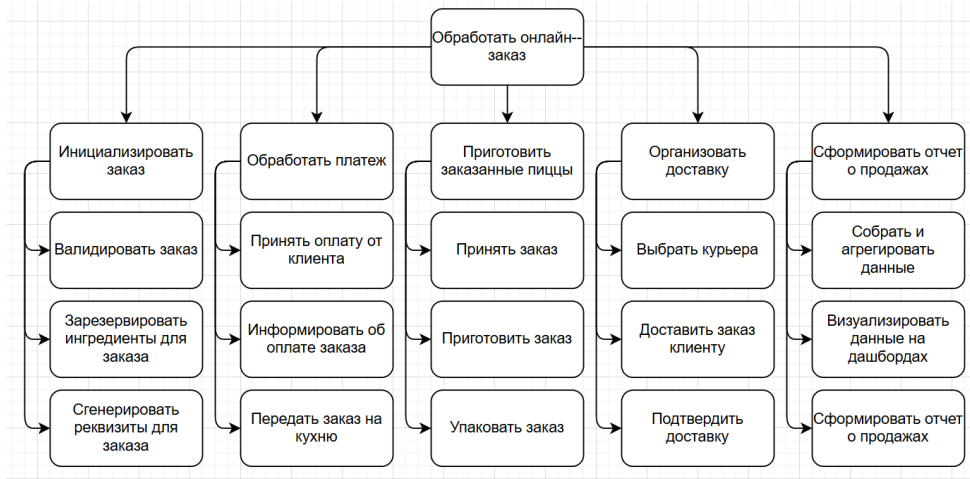 Обработать онлайн--
заказ
Инициализировать
заказ
Обработать платеж
Приготовить
заказанные пиццы
Организовать
доставку
Сформировать отчет
о продажах
Валидировать заказ
Принять оплату от
клиента
Принять заказ
Выбрать курьера
Собрать и
агрегировать
данные
Зарезервировать
ингредиенты для
заказа
Информировать об
оплате заказа
Приготовить заказ
Доставить заказ
клиенту
Визуализировать
данные на
дашбордах
Сгенерировать
реквизиты для
заказа
Передать заказ на
кухню
Упаковать заказ
Подтвердить
доставку
Сформировать отчет
о продажах